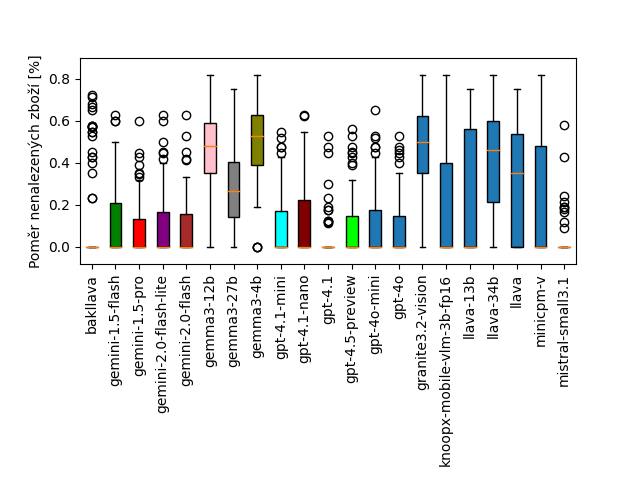 Poměr nenalezených zboží [%]
0.8
0.6
0.4
0.2
0.0
bakllava
gemini-1.5-flash
gemini-1.5-pro
gemini-2.0-flash-lite
gemini-2.0-flash
gemma3-12b
gemma3-27b
gemma3-4b
gpt-4.1-mini
gpt-4.1-nano
gpt-4.1
gpt-4.5-preview
gpt-4o-mini
gpt-4o
granite3.2-vision
knoopx-mobile-vlm-3b-fp16
llava-13b
llava-34b
llava
minicpm-v
mistral-small3.1